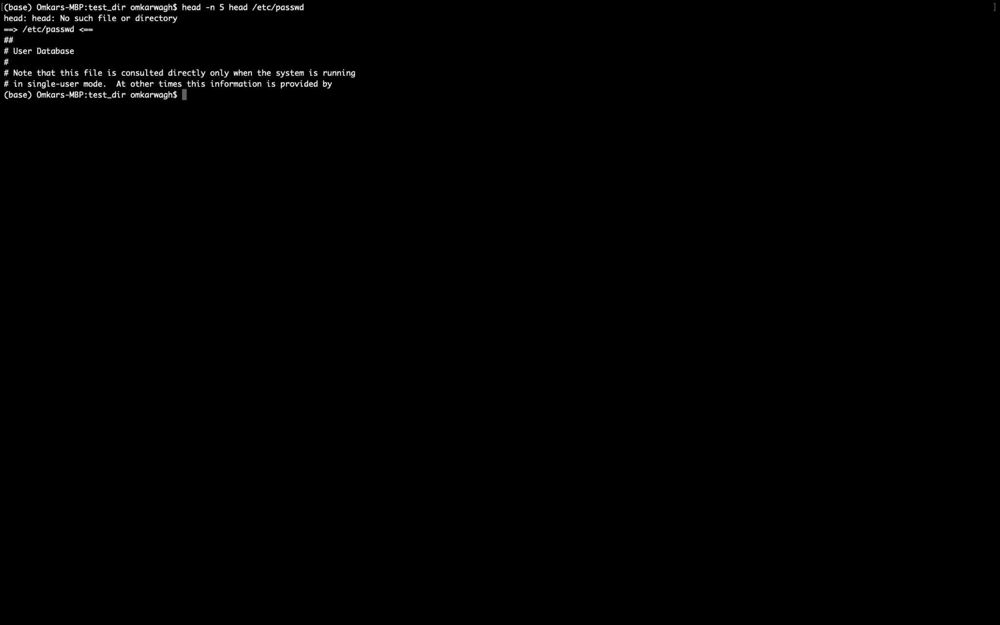 [(base) Omkars-MBP:test_dir omkarwagh$ head -n 5 head /etc/passwd ]
head: head: No such file or directory
==> /etc/passwd <==
##
# User Database
#
# Note that this file is consulted directly only when the system is running
# in single-user mode.  At other times this information is provided by
(base) Omkars-MBP:test_dir omkarwagh$